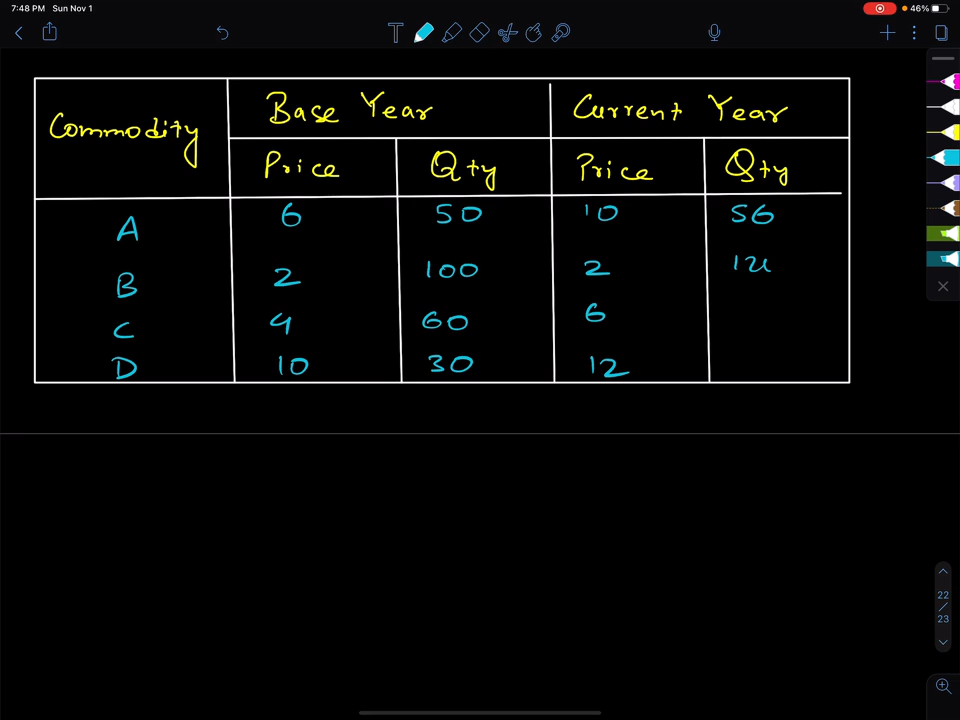 7:48 PM Sun Nov 1
46%
Commodity Base Year Current Year
Price Qty Price Qty
A 6 50 10 56
B 2 100 2
C 4 60 6
D 10 30 12
22
/
23